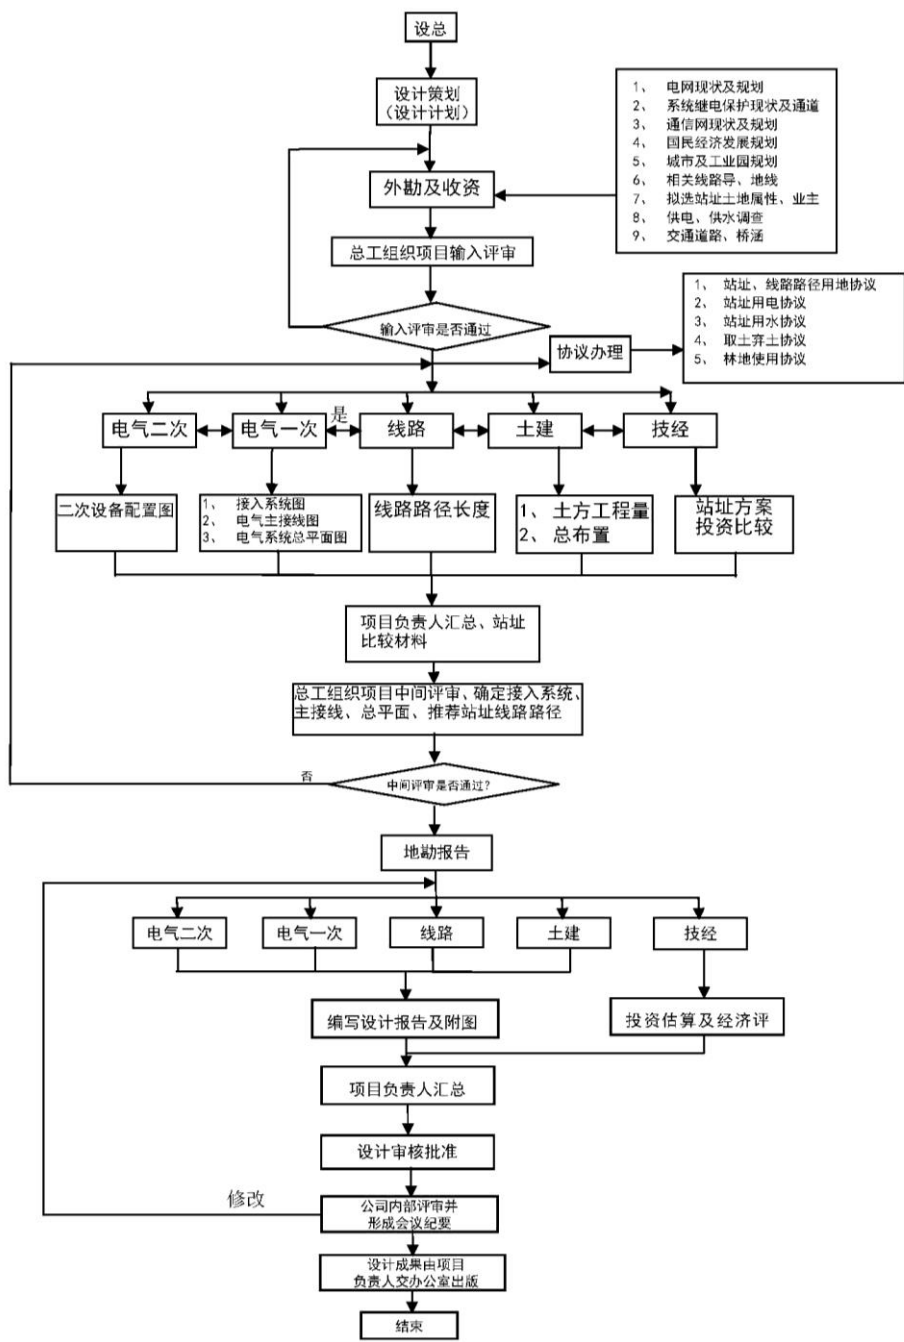 设总
设计策划
（设计计划）
1、 电网现状及规划
2、 系统继电保护现状及通道
3、 通信网现状及规划
4、 国民经济发展规划
5、 城市及工业园规划
6、 相关线路导、地线
7、 拟选站址土地属性、业主
8、 供电、供水调查
9、 交通道路、桥涵
外勘及收资
总工组织项目输入评审
输入评审是否通过
协议办理
1、 站址、线路路径用地协议
2、 站址用电协议
3、 站址用水协议
4、 取土弃土协议
5、 林地使用协议
是
电气二次
电气一次
线路
土建
技经
二次设备配置图
1、 接入系统图
2、 电气主接线图
3、 电气系统总平面图
线路路径长度
1、 土方工程量
2、 总布置
站址方案
投资比较
项目负责人汇总、站址
比较材料
总工组织项目中间评审、确定接入系统、
主接线、总平面、推荐站址线路路径
否
中间评审是否通过?
地勘报告
电气二次
电气一次
线路
土建
技经
编写设计报告及附图
投资估算及经济评
项目负责人汇总
设计审核批准
修改
公司内部评审并
形成会议纪要
设计成果由项目
负责人交办公室出版
结束